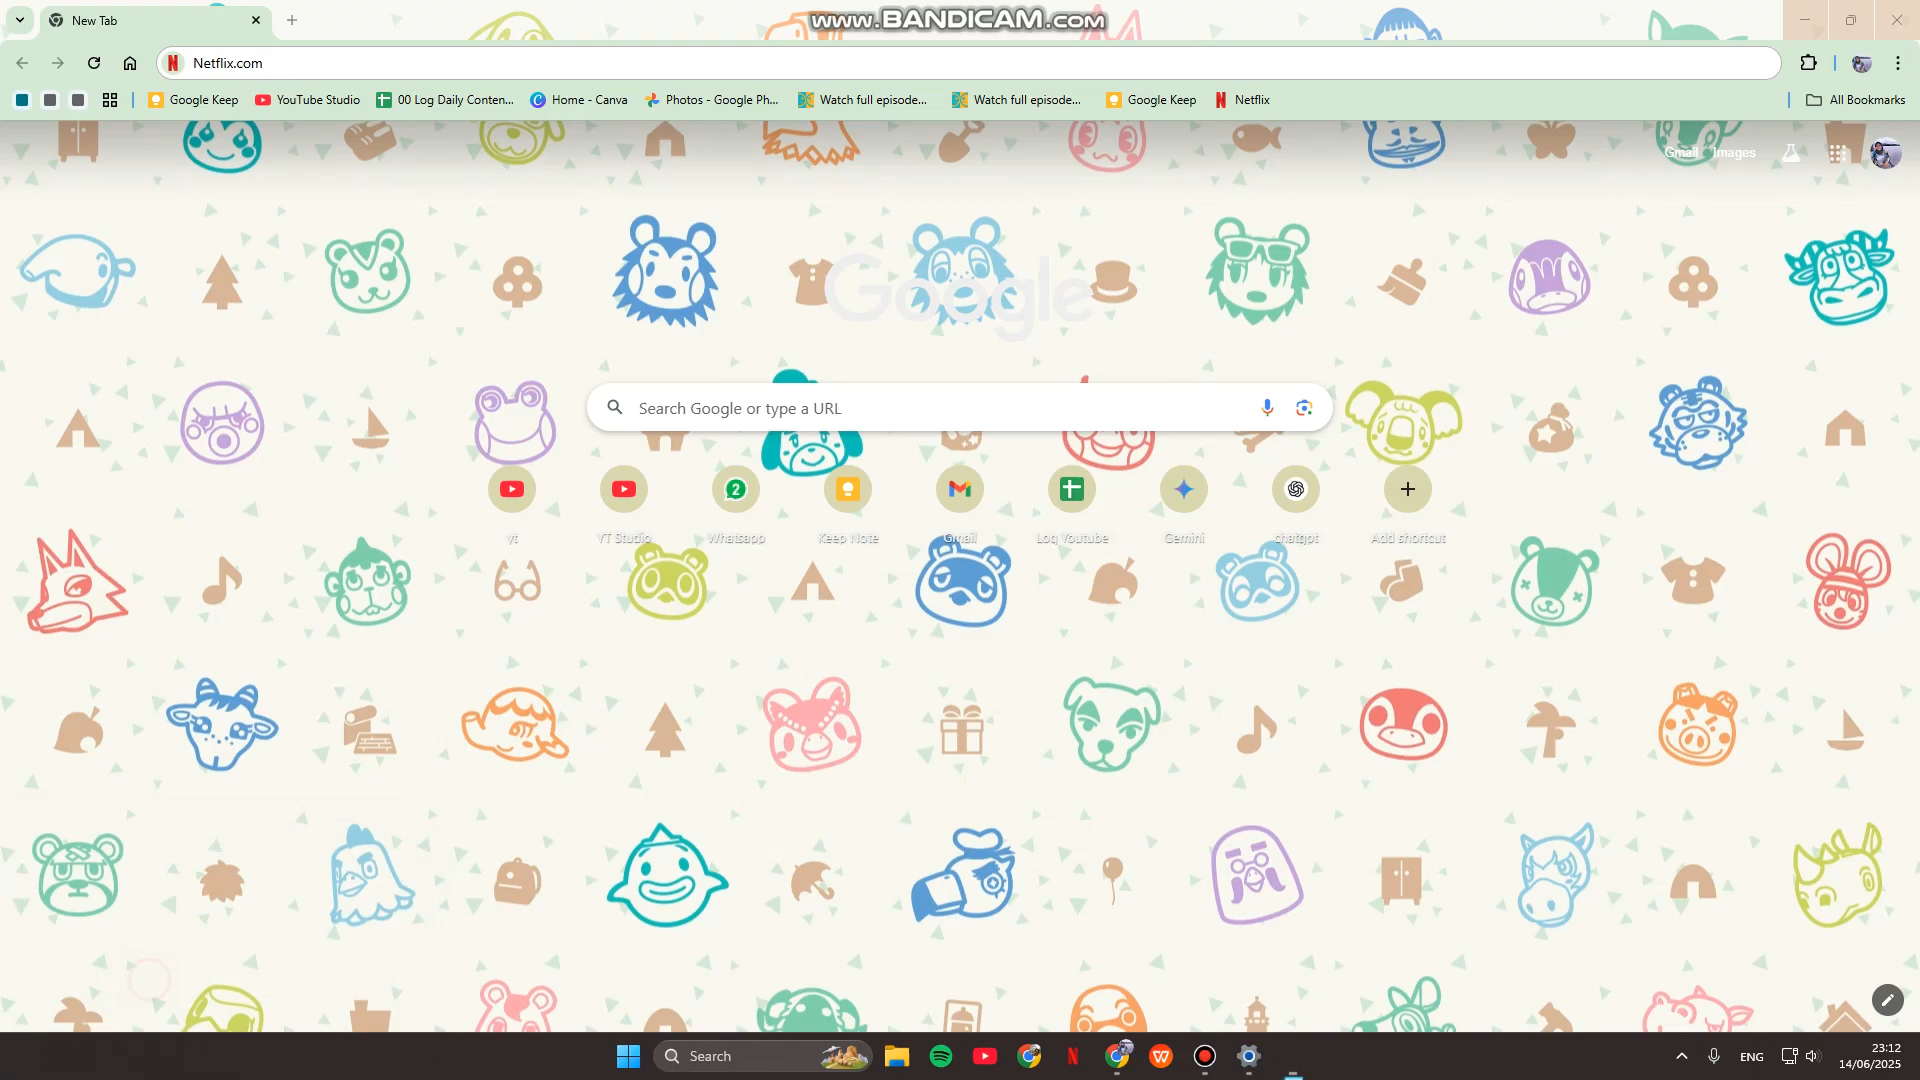 New Tab
www.BANDICAM.com
Netflix.com
Google Keep
YouTube Studio
00 Log Daily Conten...
Home - Canva
Photos - Google Ph...
Watch full episode...
Watch full episode...
Google Keep
Netflix
All Bookmarks
Gmail
Images
Google
Search Google or type a URL
2
yt
YT Studio
Whatsapp
Keep Note
Gmail
Loq Youtube
Gemini
chatgpt
Add shortcut
Search
ENG
23:12
14/06/2025